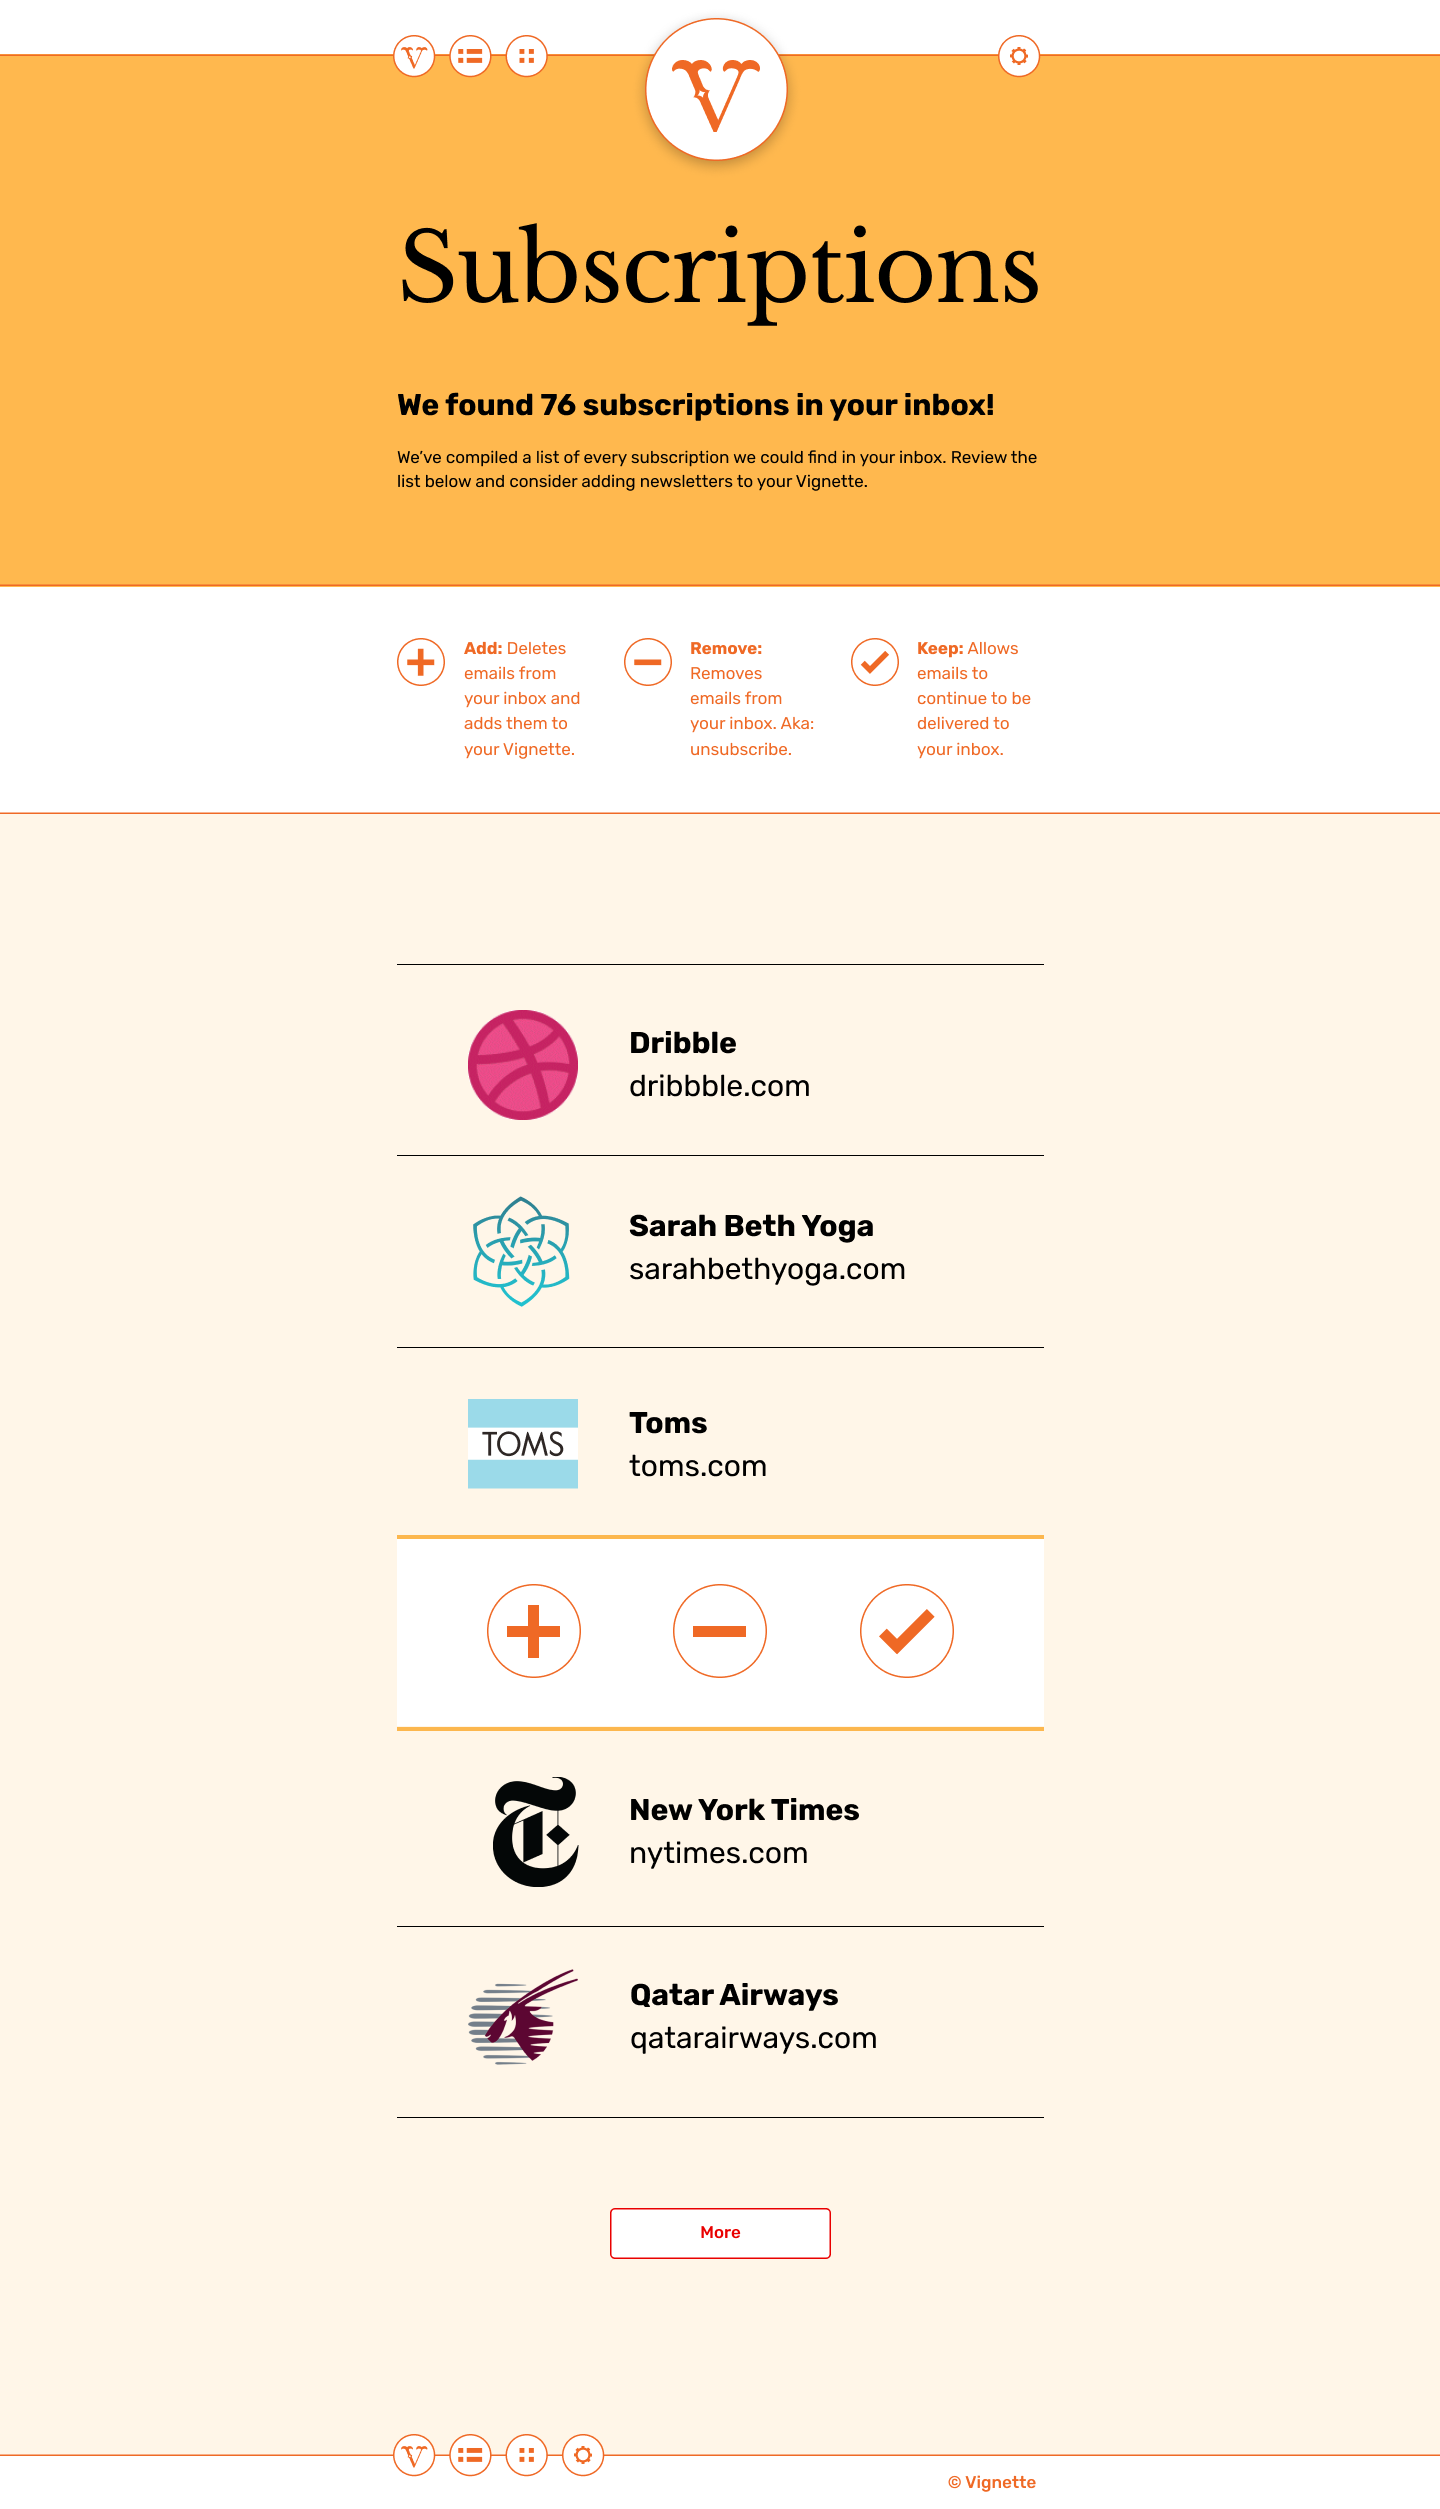 V
V
Subscriptions
We found 76 subscriptions in your inbox!
We’ve compiled a list of every subscription we could find in your inbox. Review the
list below and consider adding newsletters to your Vignette.
Add: Deletes
emails from
your inbox and
adds them to
your Vignette.
Remove:
Removes
emails from
your inbox. Aka:
unsubscribe.
Keep: Allows
emails to
continue to be
delivered to
your inbox.
Dribble
dribbble.com
Sarah Beth Yoga
sarahbethyoga.com
TOMS
Toms
toms.com
T
New York Times
nytimes.com
Qatar Airways
qatarairways.com
More
V
© Vignette